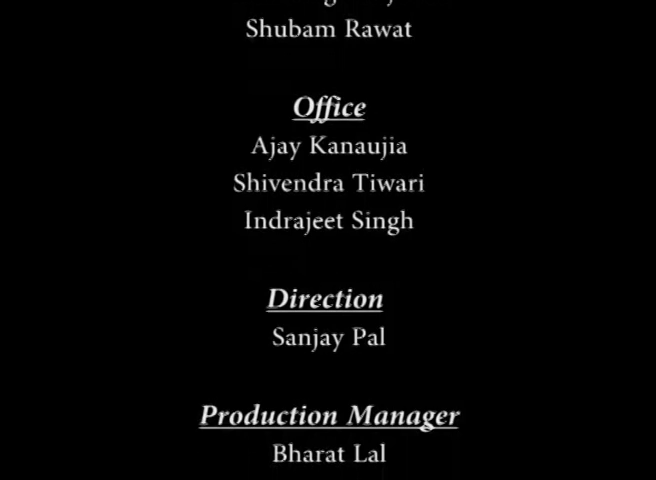 Shubam Rawat
Office
Ajay Kanaujia
Shivendra Tiwari
Indrajeet Singh
Direction
Sanjay Pal
Production Manager
Bharat Lal